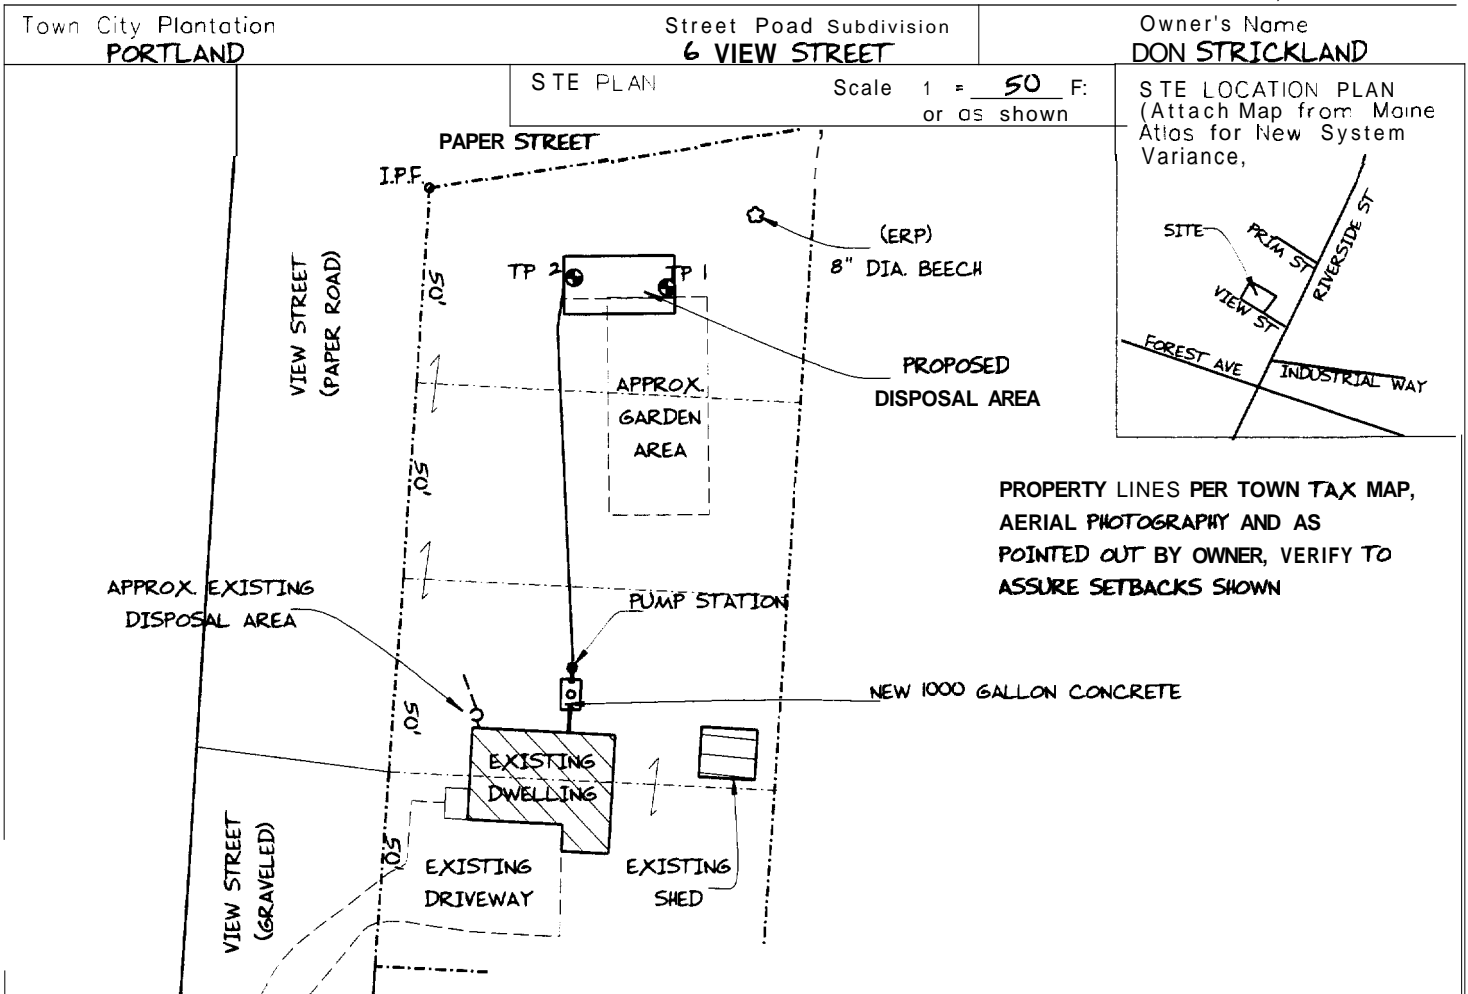 Town City Plantation
PORTLAND
Street Poad Subdivision
6 VIEW STREET
Owner's Name
DON STRICKLAND
S TE PLAN
Scale 1 = 50 F:
or as shown
S TE LOCATION PLAN
(Attach Map from Maine
Atlas for New System
Variance,
PAPER STREET
I.P.F.
VIEW STREET
(PAPER ROAD)
50'
TP 2
TP 1
(ERP)
8" DIA. BEECH
SITE
PRIM ST
RIVERSIDE ST
VIEW ST
FOREST AVE
INDUSTRIAL WAY
PROPOSED
DISPOSAL AREA
APPROX.
GARDEN
AREA
50'
PROPERTY LINES PER TOWN TAX MAP,
AERIAL PHOTOGRAPHY AND AS
POINTED OUT BY OWNER, VERIFY TO
ASSURE SETBACKS SHOWN
APPROX. EXISTING
DISPOSAL AREA
PUMP STATION
NEW 1000 GALLON CONCRETE
50'
EXISTING
DWELLING
50'
VIEW STREET
(GRAVELED)
EXISTING
DRIVEWAY
EXISTING
SHED